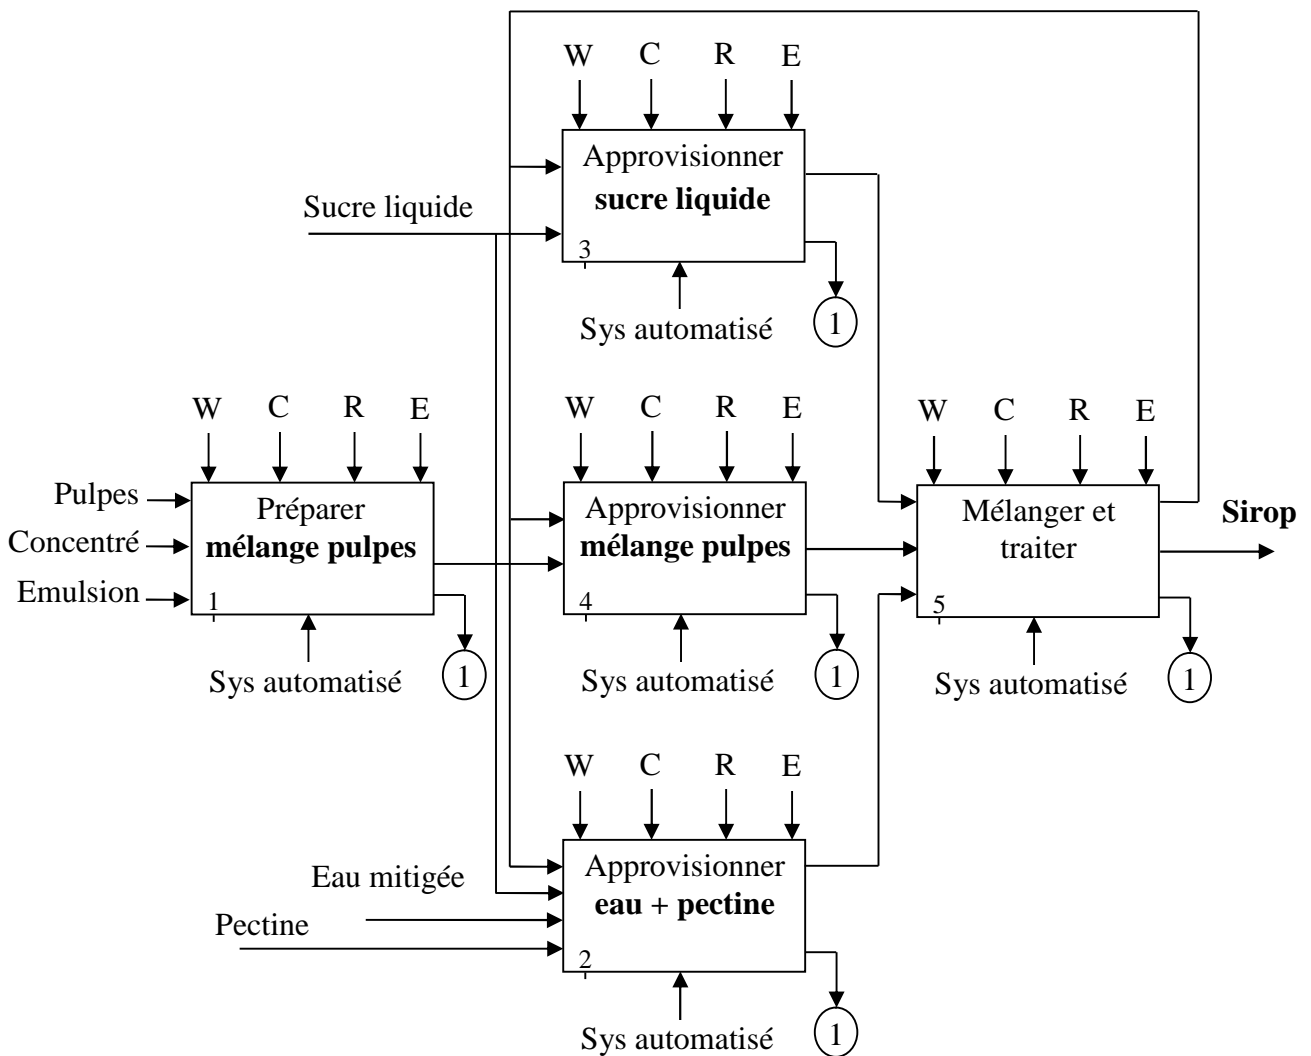 W C R E
Approvisionner
sucre liquide
3
Sucre liquide
Sys automatisé
1
W C R E
Pulpes
Concentré
Emulsion
Préparer
mélange pulpes
1
Sys automatisé
1
W C R E
Approvisionner
mélange pulpes
4
Sys automatisé
1
W C R E
Mélanger et
traiter
5
Sirop
Sys automatisé
1
W C R E
Eau mitigée
Pectine
Approvisionner
eau + pectine
2
Sys automatisé
1